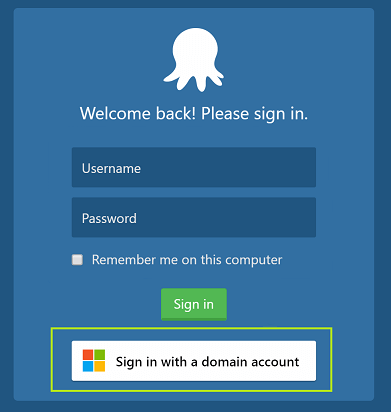 Welcome back! Please sign in.
Username
Password
Remember me on this computer
Sign in
Sign in with a domain account